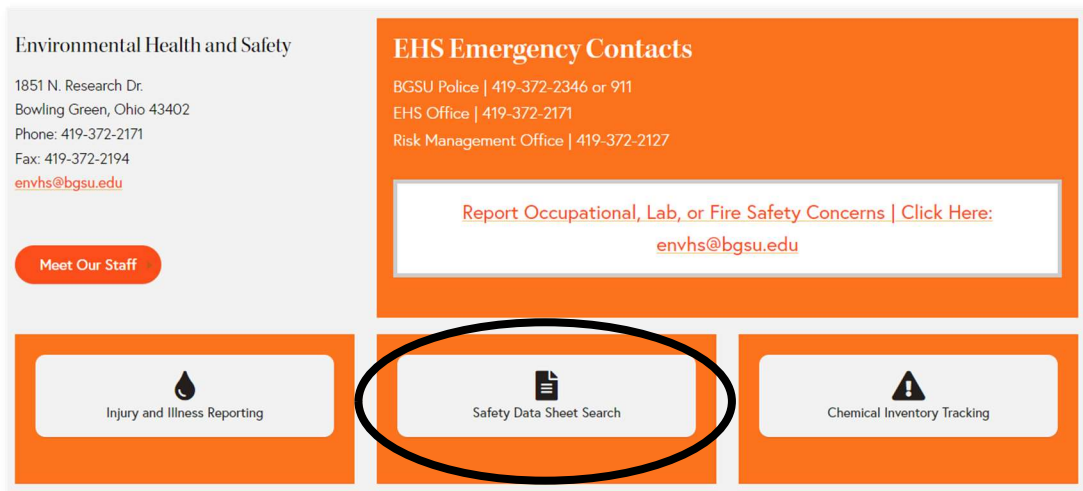 Environmental Health and Safety
1851 N. Research Dr.
Bowling Green, Ohio 43402
Phone: 419-372-2171
Fax: 419-372-2194
envhs@bgsu.edu
Meet Our Staff
EHS Emergency Contacts
BGSU Police | 419-372-2346 or 911
EHS Office | 419-372-2171
Risk Management Office | 419-372-2127
Report Occupational, Lab, or Fire Safety Concerns | Click Here:
envhs@bgsu.edu
Injury and Illness Reporting
Safety Data Sheet Search
Chemical Inventory Tracking